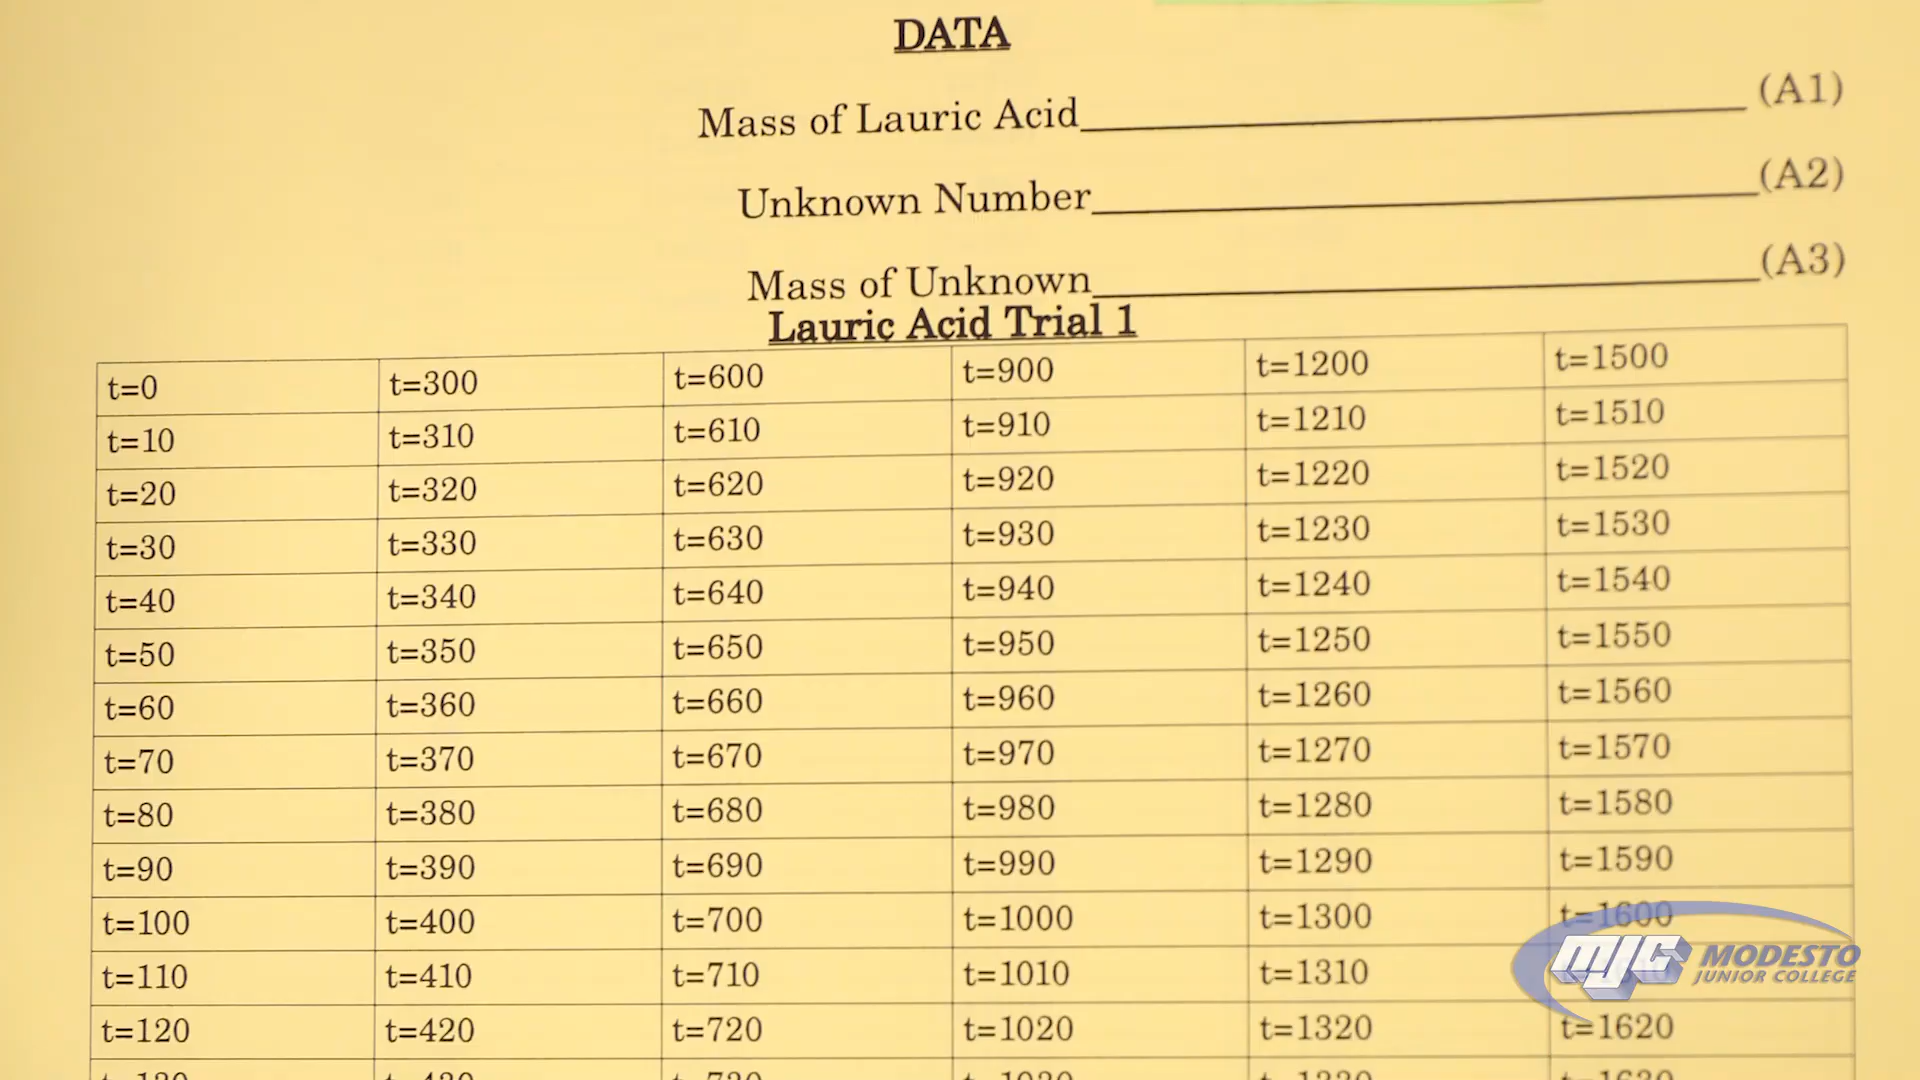 DATA
Mass of Lauric Acid (A1)
Unknown Number (A2)
Mass of Unknown (A3)
Lauric Acid Trial 1
t=0 t=300 t=600 t=900 t=1200 t=1500
t=10 t=310 t=610 t=910 t=1210 t=1510
t=20 t=320 t=620 t=920 t=1220 t=1520
t=30 t=330 t=630 t=930 t=1230 t=1530
t=40 t=340 t=640 t=940 t=1240 t=1540
t=50 t=350 t=650 t=950 t=1250 t=1550
t=60 t=360 t=660 t=960 t=1260 t=1560
t=70 t=370 t=670 t=970 t=1270 t=1570
t=80 t=380 t=680 t=980 t=1280 t=1580
t=90 t=390 t=690 t=990 t=1290 t=1590
t=100 t=400 t=700 t=1000 t=1300 t=1600
t=110 t=410 t=710 t=1010 t=1310
t=120 t=420 t=720 t=1020 t=1320 t=1620
MJC MODESTO
JUNIOR COLLEGE